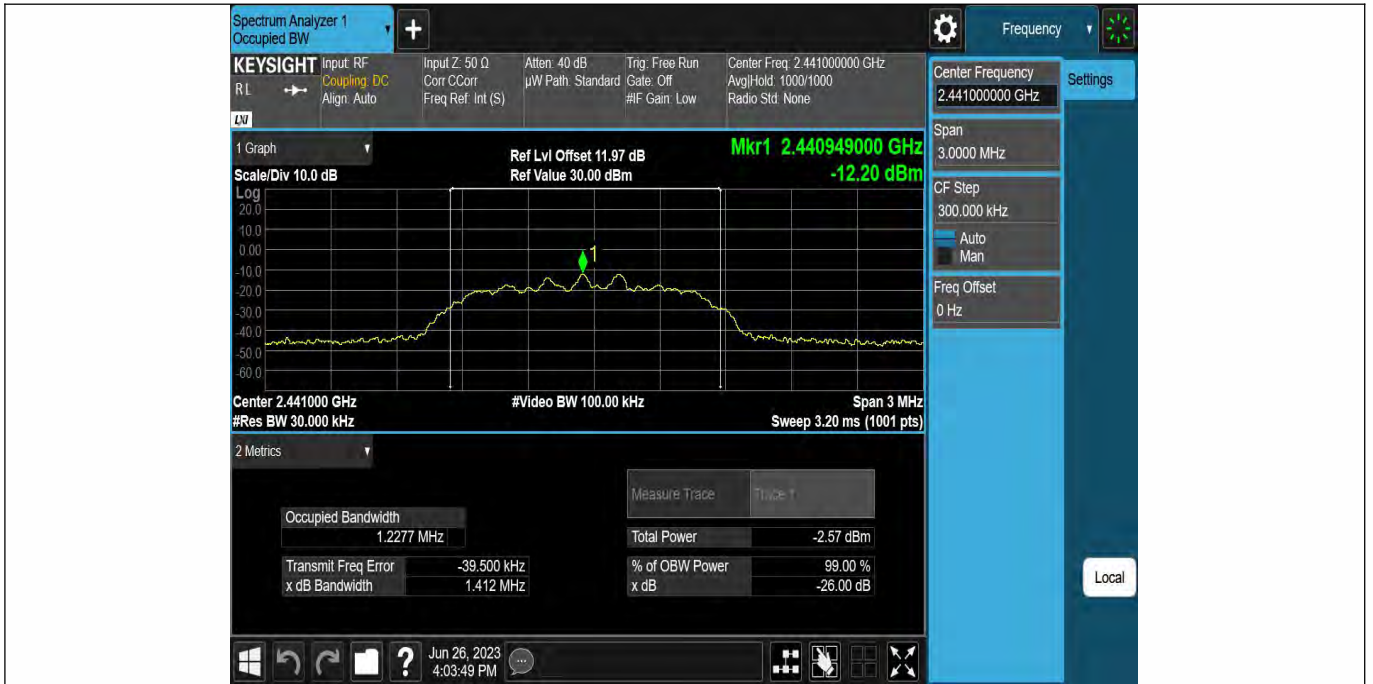 Spectrum Analyzer 1
Occupied BW
+
Frequency
KEYSIGHT
RL
LXI
Input: RF
Coupling: DC
Align: Auto
Input Z: 50 Ω
Corr CCorr
Freq Ref: Int (S)
Atten: 40 dB
µW Path: Standard
Trig: Free Run
Gate: Off
#IF Gain: Low
Center Freq: 2.441000000 GHz
Avg|Hold: 1000/1000
Radio Std: None
Center Frequency
2.441000000 GHz
Settings
Span
3.0000 MHz
CF Step
300.000 kHz
Auto
Man
Freq Offset
0 Hz
Local
1 Graph
Scale/Div 10.0 dB
Ref Lvl Offset 11.97 dB
Ref Value 30.00 dBm
Mkr1 2.440949000 GHz
-12.20 dBm
Log
20.0
10.0
0.00
-10.0
-20.0
-30.0
-40.0
-50.0
-60.0
1
Center 2.441000 GHz
#Res BW 30.000 kHz
#Video BW 100.00 kHz
Span 3 MHz
Sweep 3.20 ms (1001 pts)
2 Metrics
Measure Trace
Trace 1
Occupied Bandwidth
1.2277 MHz
Total Power
-2.57 dBm
Transmit Freq Error
-39.500 kHz
% of OBW Power
99.00 %
x dB Bandwidth
1.412 MHz
x dB
-26.00 dB
?
Jun 26, 2023
4:03:49 PM